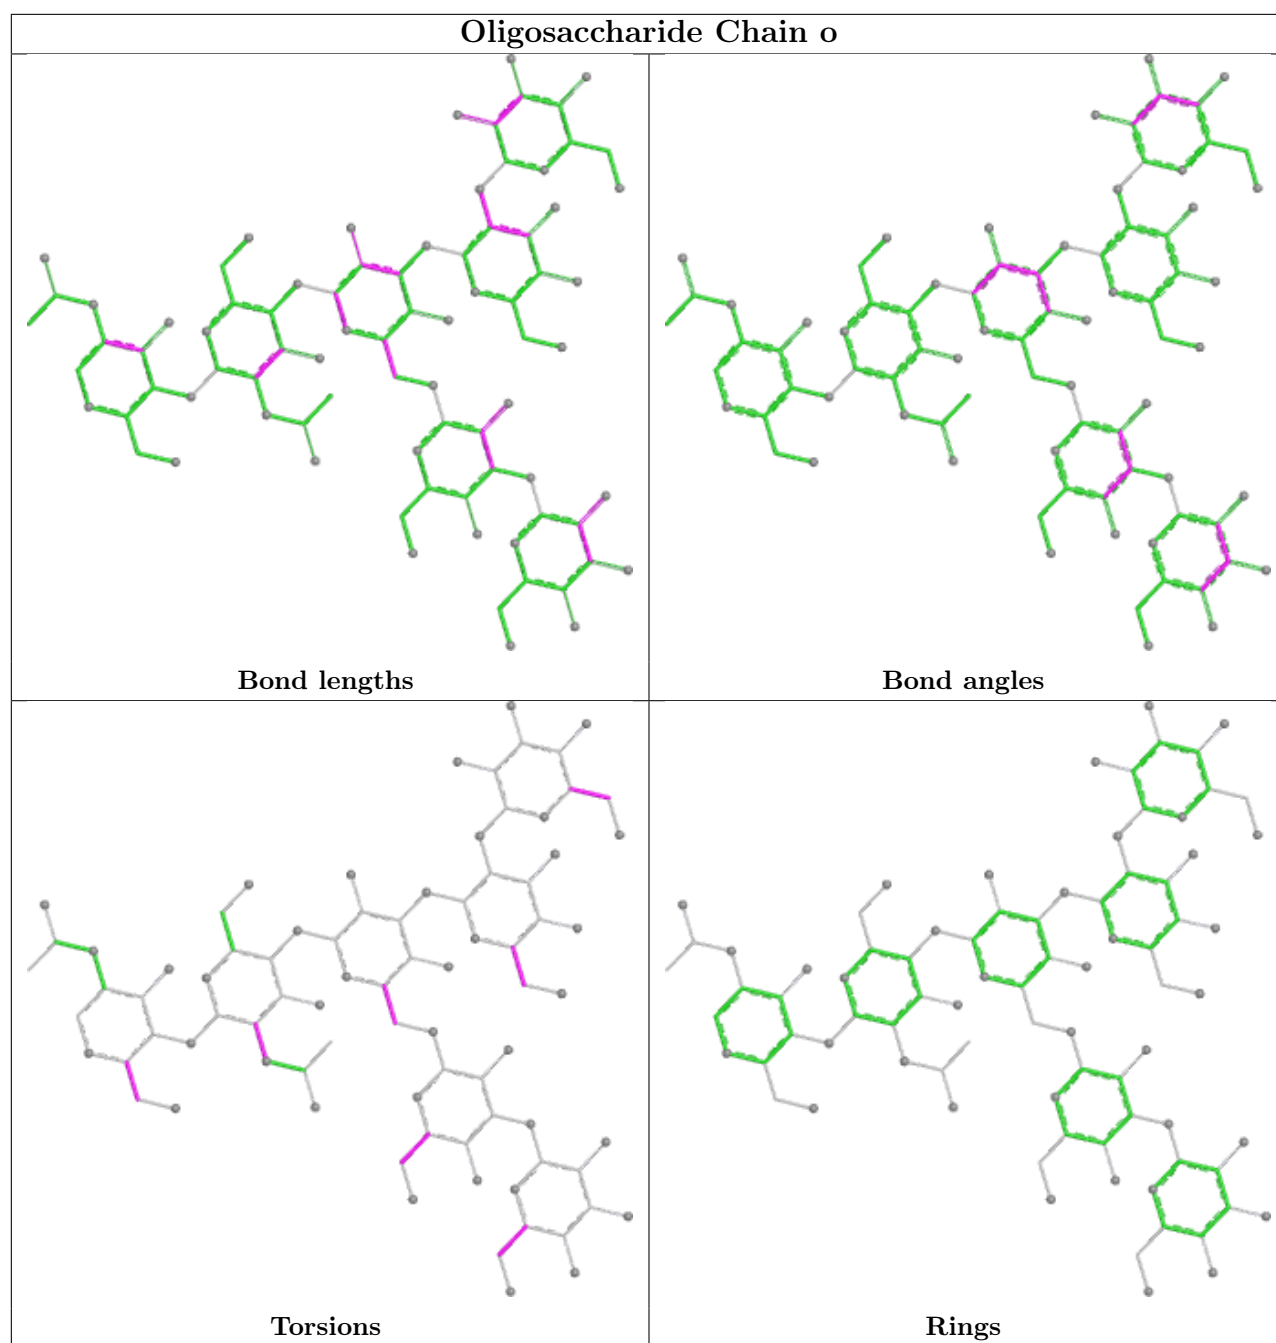 Oligosaccharide Chain o
Bond lengths
Bond angles
Torsions
Rings